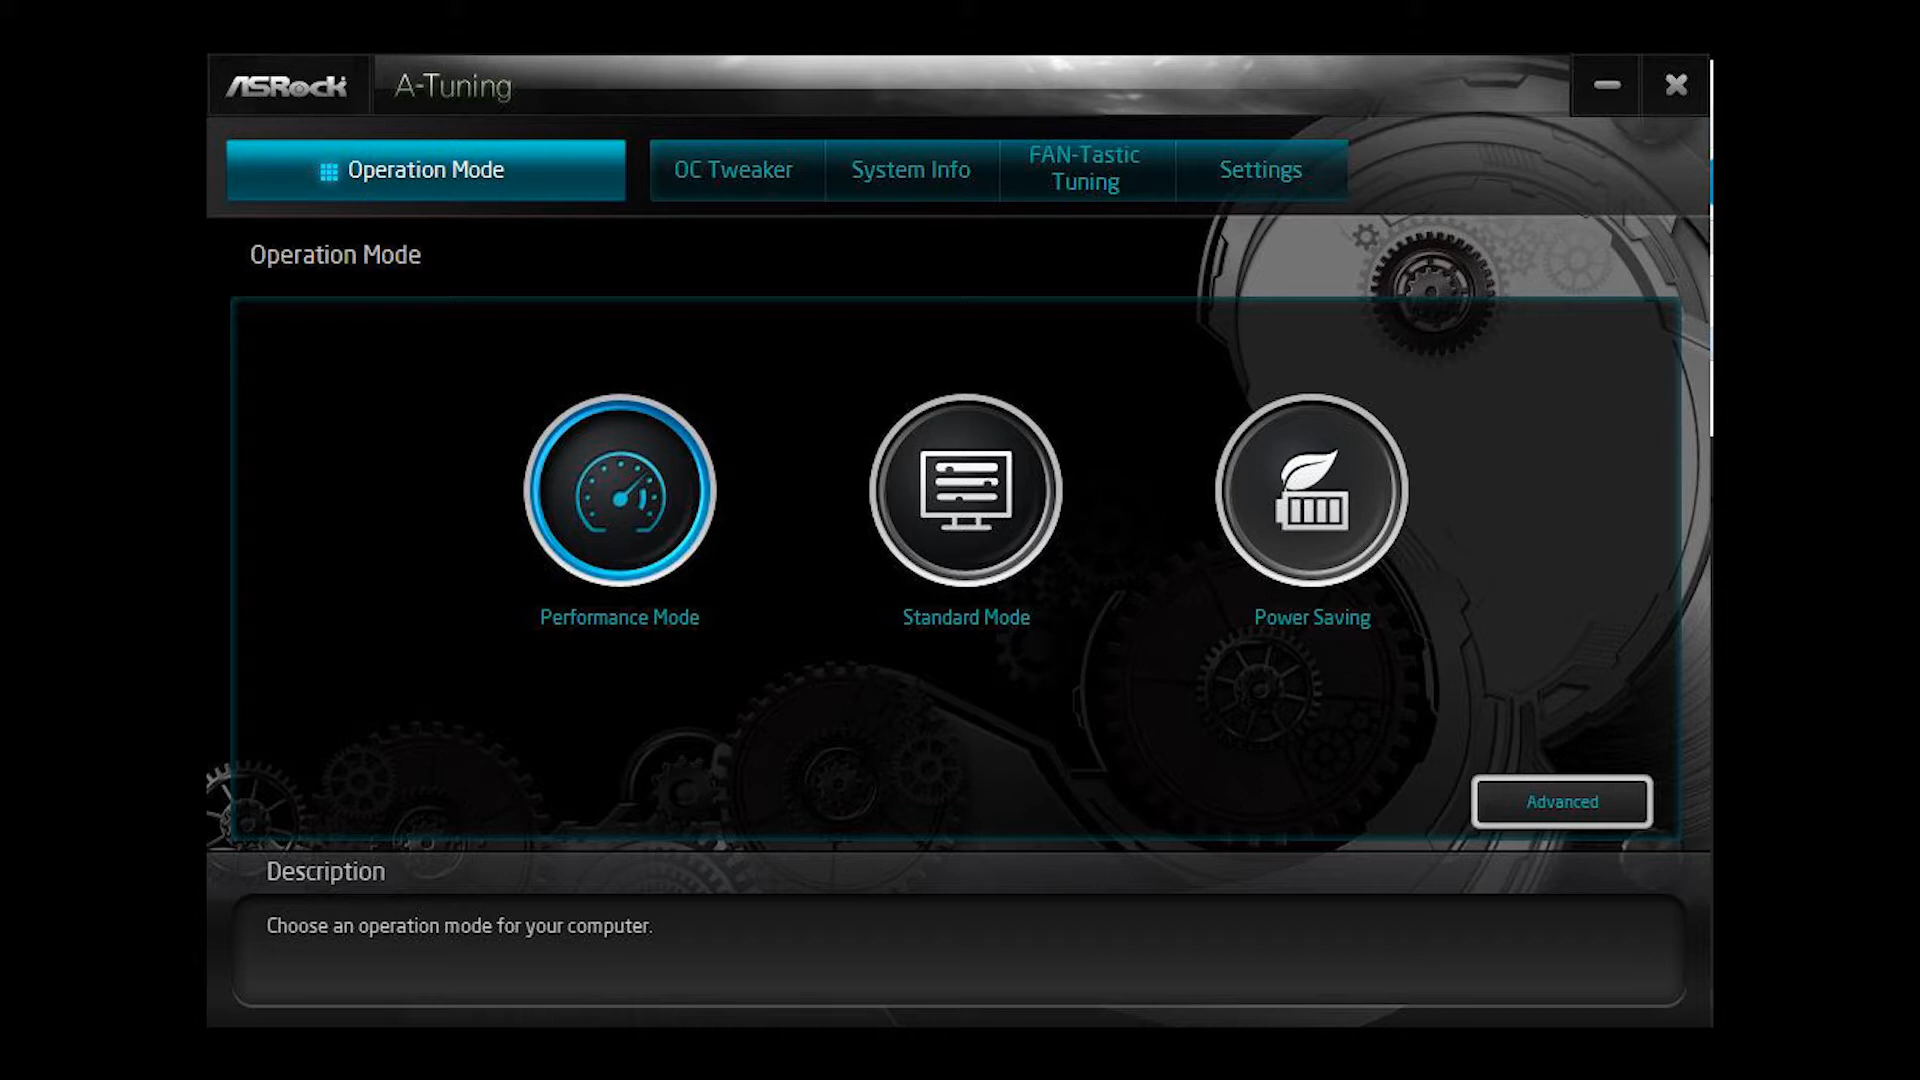 ASRock
A-Tuning
Operation Mode
OC Tweaker
System Info
FAN-Tastic
Tuning
Settings
Operation Mode
Performance Mode
Standard Mode
Power Saving
Advanced
Description
Choose an operation mode for your computer.